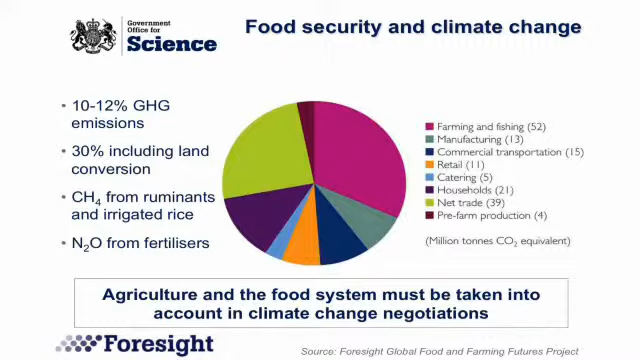 Government
Office for
Science
Food security and climate change
• 10-12% GHG
emissions
• 30% including land
conversion
• CH4 from ruminants
and irrigated rice
• N2O from fertilisers
Farming and fishing (52)
Manufacturing (13)
Commercial transportation (15)
Retail (11)
Catering (5)
Households (21)
Net trade (39)
Pre-farm production (4)
(Million tonnes CO2 equivalent)
Agriculture and the food system must be taken into
account in climate change negotiations
Foresight
Source: Foresight Global Food and Farming Futures Project